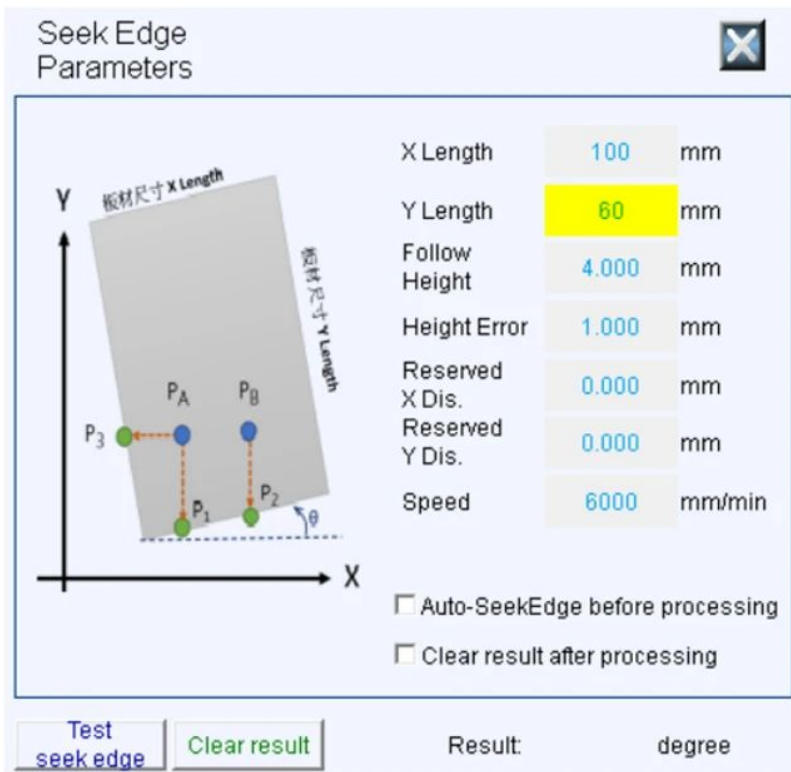 Seek Edge
Parameters
X Length 100 mm
Y Length 60 mm
Follow
Height 4.000 mm
Height Error 1.000 mm
Reserved
X Dis. 0.000 mm
Reserved
Y Dis. 0.000 mm
Speed 6000 mm/min
Auto-SeekEdge before processing
Clear result after processing
Y
板材尺寸 X Length
板材尺寸 Y Length
PA
PB
P3
P1
P2
θ
X
Test
seek edge
Clear result
Result: degree